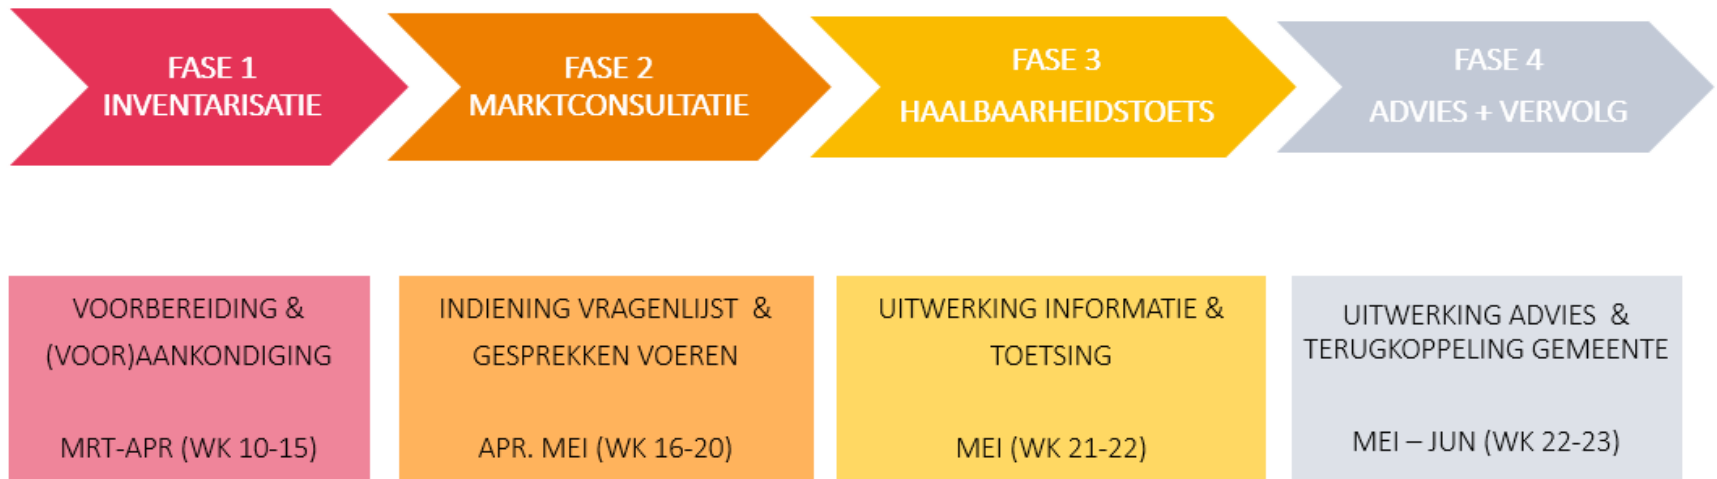 FASE 1
INVENTARISATIE
FASE 2
MARKTCONSULTATIE
FASE 3
HAALBAARHEIDSTOETS
FASE 4
ADVIES + VERVOLG
VOORBEREIDING &
(VOOR)AANKONDIGING
MRT-APR (WK 10-15)
INDIENING VRAGENLIJST &
GESPREKKEN VOEREN
APR. MEI (WK 16-20)
UITWERKING INFORMATIE &
TOETSING
MEI (WK 21-22)
UITWERKING ADVIES &
TERUGKOPPELING GEMEENTE
MEI – JUN (WK 22-23)